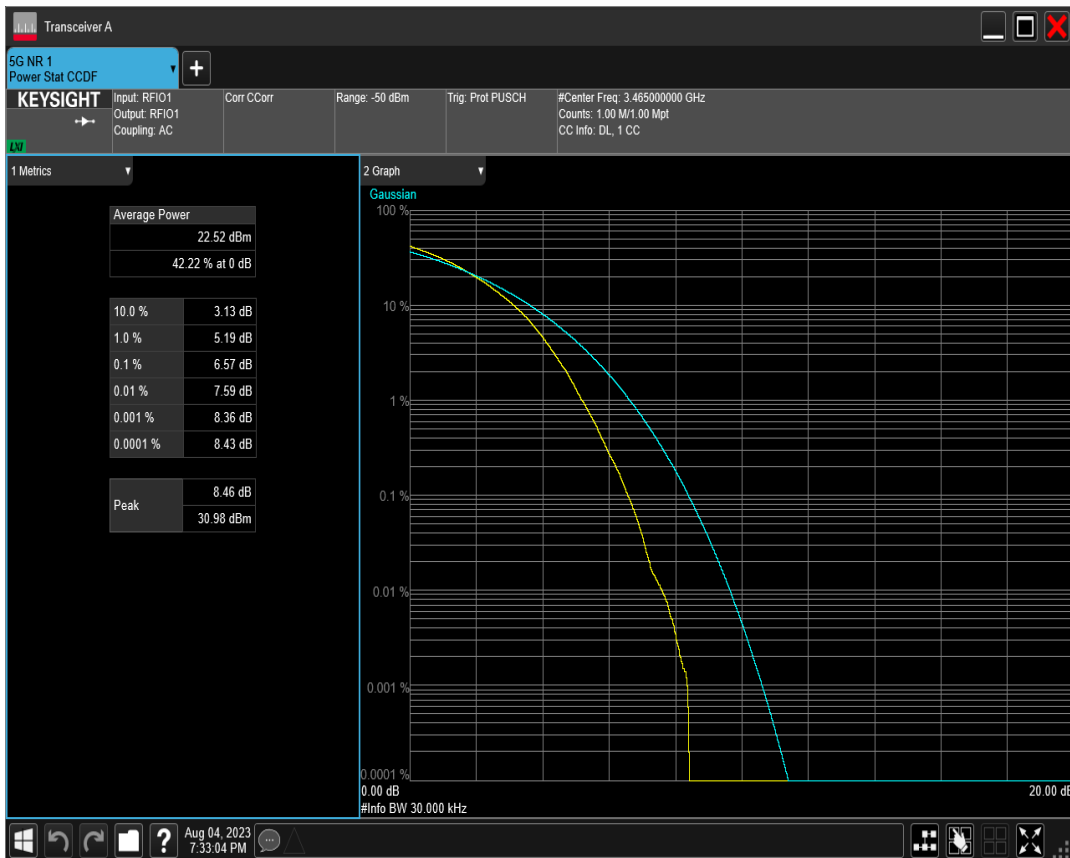 Transceiver A
5G NR 1
Power Stat CCDF
+
KEYSIGHT
LXI
Input: RFIO1
Output: RFIO1
Coupling: AC
Corr CCorr
Range: -50 dBm
Trig: Prot PUSCH
#Center Freq: 3.465000000 GHz
Counts: 1.00 M/1.00 Mpt
CC Info: DL, 1 CC
1 Metrics
Average Power
22.52 dBm
42.22 % at 0 dB
10.0 % 3.13 dB
1.0 % 5.19 dB
0.1 % 6.57 dB
0.01 % 7.59 dB
0.001 % 8.36 dB
0.0001 % 8.43 dB
Peak
8.46 dB
30.98 dBm
2 Graph
Gaussian
100 %
10 %
1 %
0.1 %
0.01 %
0.001 %
0.0001 %
0.00 dB 20.00 dB
#Info BW 30.000 kHz
?
Aug 04, 2023
7:33:04 PM